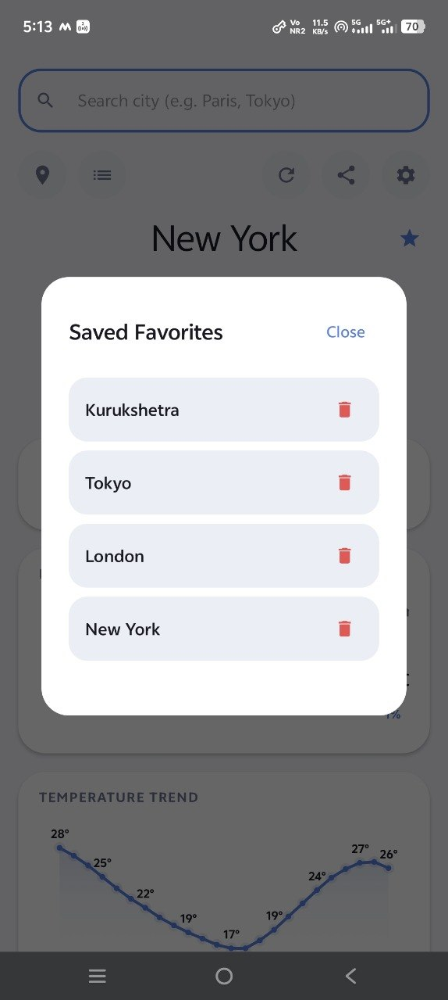 5:13
Vo
NR2
11.5
KB/s
5G
5G+
70
Search city (e.g. Paris, Tokyo)
New York
Saved Favorites
Close
Kurukshetra
Tokyo
London
New York
1%
TEMPERATURE TREND
28°
25°
22°
19°
17°
19°
24°
27°
26°